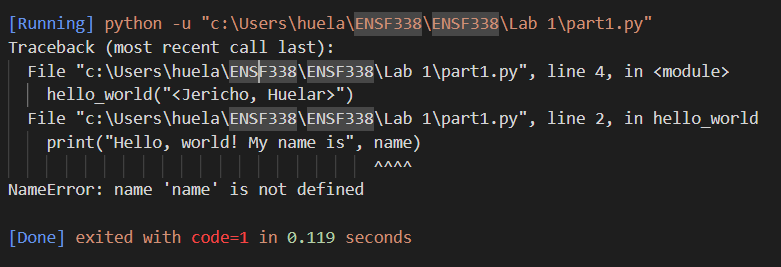 [Running] python -u "c:\Users\huela\ENSF338\ENSF338\Lab 1\part1.py"
Traceback (most recent call last):
  File "c:\Users\huela\ENSF338\ENSF338\Lab 1\part1.py", line 4, in <module>
    hello_world("<Jericho, Huelar>")
  File "c:\Users\huela\ENSF338\ENSF338\Lab 1\part1.py", line 2, in hello_world
    print("Hello, world! My name is", name)
                                      ^^^^
NameError: name 'name' is not defined
[Done] exited with code=1 in 0.119 seconds